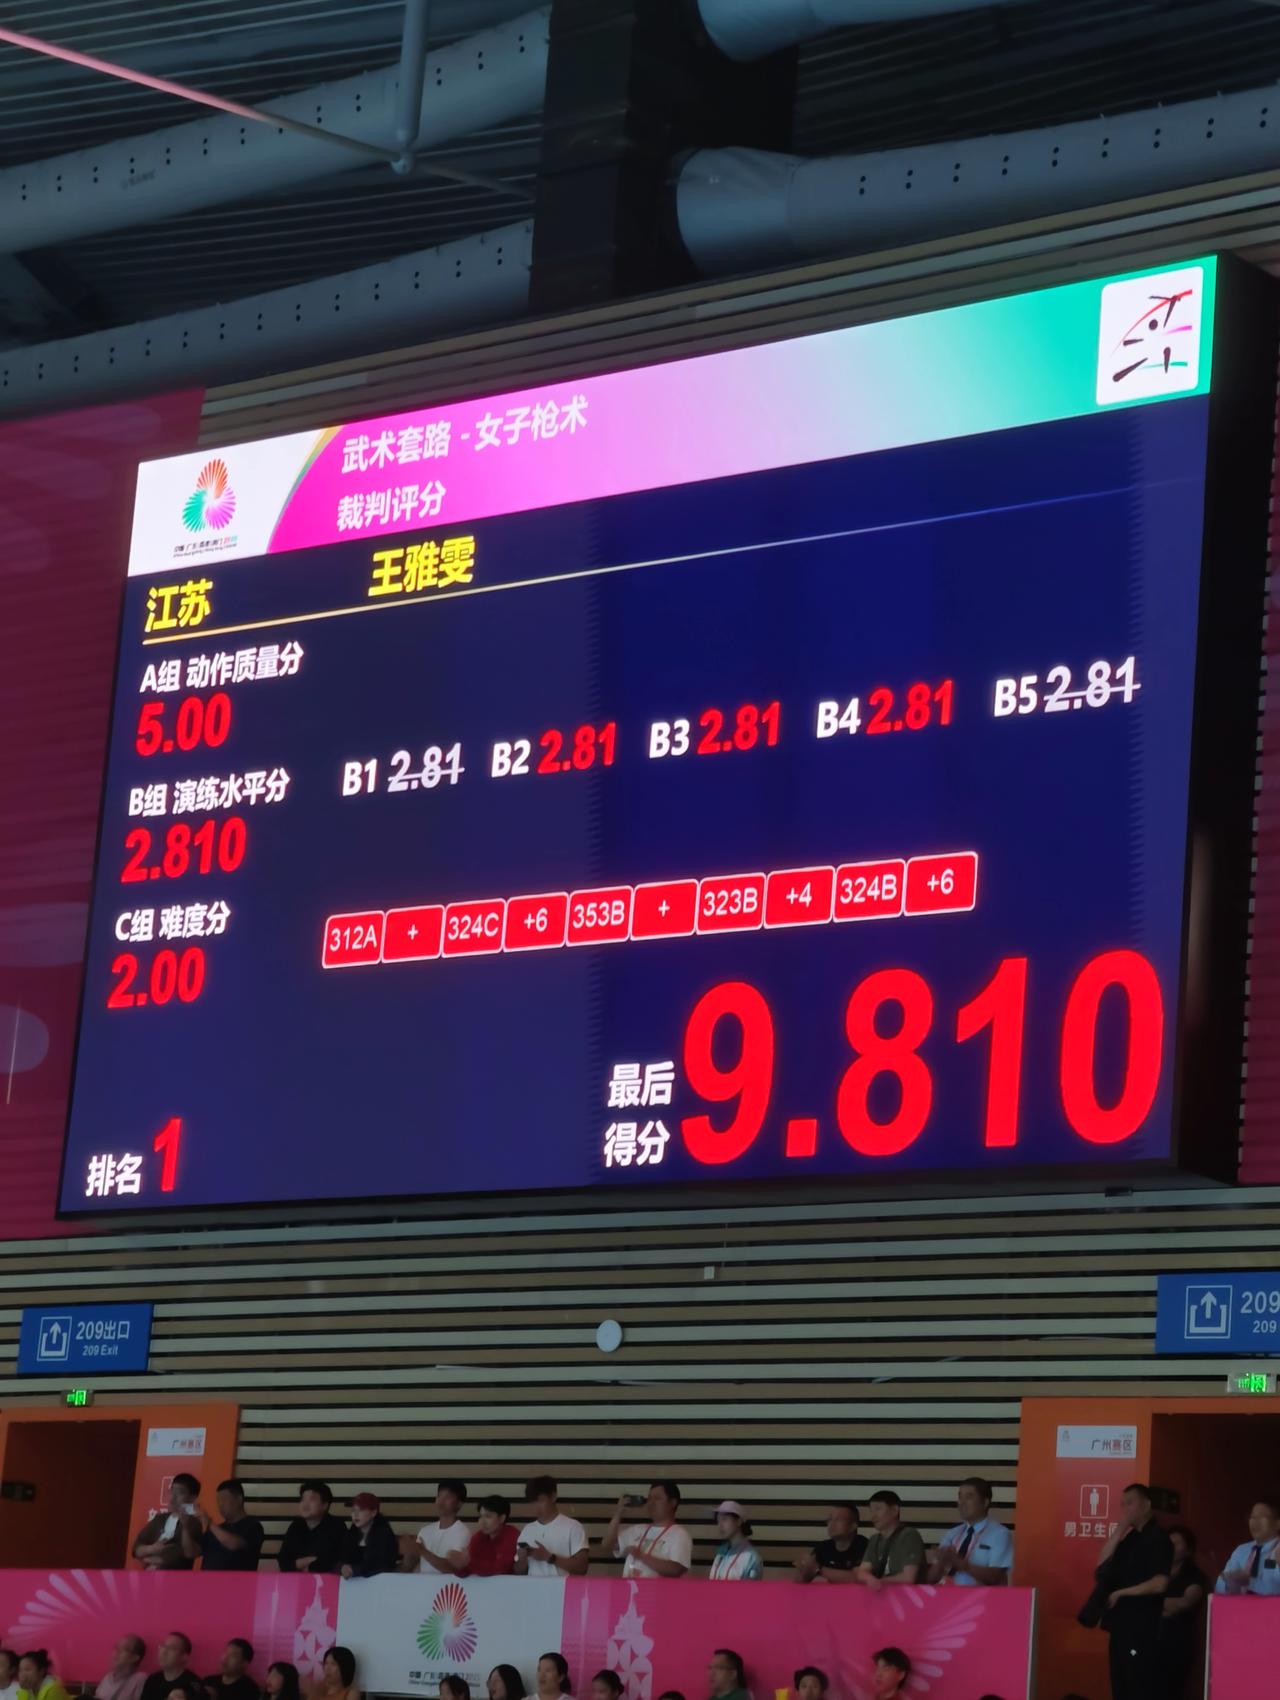 武术套路 - 女子枪术
裁判评分
江苏 王雅雯
A组 动作质量分
5.00
B1 2.81 B2 2.81 B3 2.81 B4 2.81 B5 2.81
B组 演练水平分
2.810
C组 难度分
312A + 324C +6 353B + 323B +4 324B +6
2.00
最后
得分
9.810
排名 1
209出口
209 Exit
209
209
广州赛区
广州赛区
男卫生间